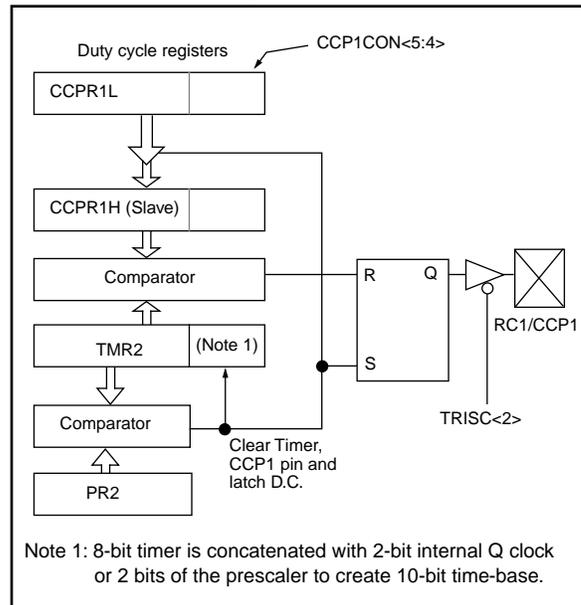 Duty cycle registers
CCP1CON<5:4>
CCPR1L
CCPR1H (Slave)
Comparator
R
Q
RC1/CCP1
TMR2
(Note 1)
S
TRISC<2>
Comparator
Clear Timer,
CCP1 pin and
latch D.C.
PR2
Note 1: 8-bit timer is concatenated with 2-bit internal Q clock
or 2 bits of the prescaler to create 10-bit time-base.